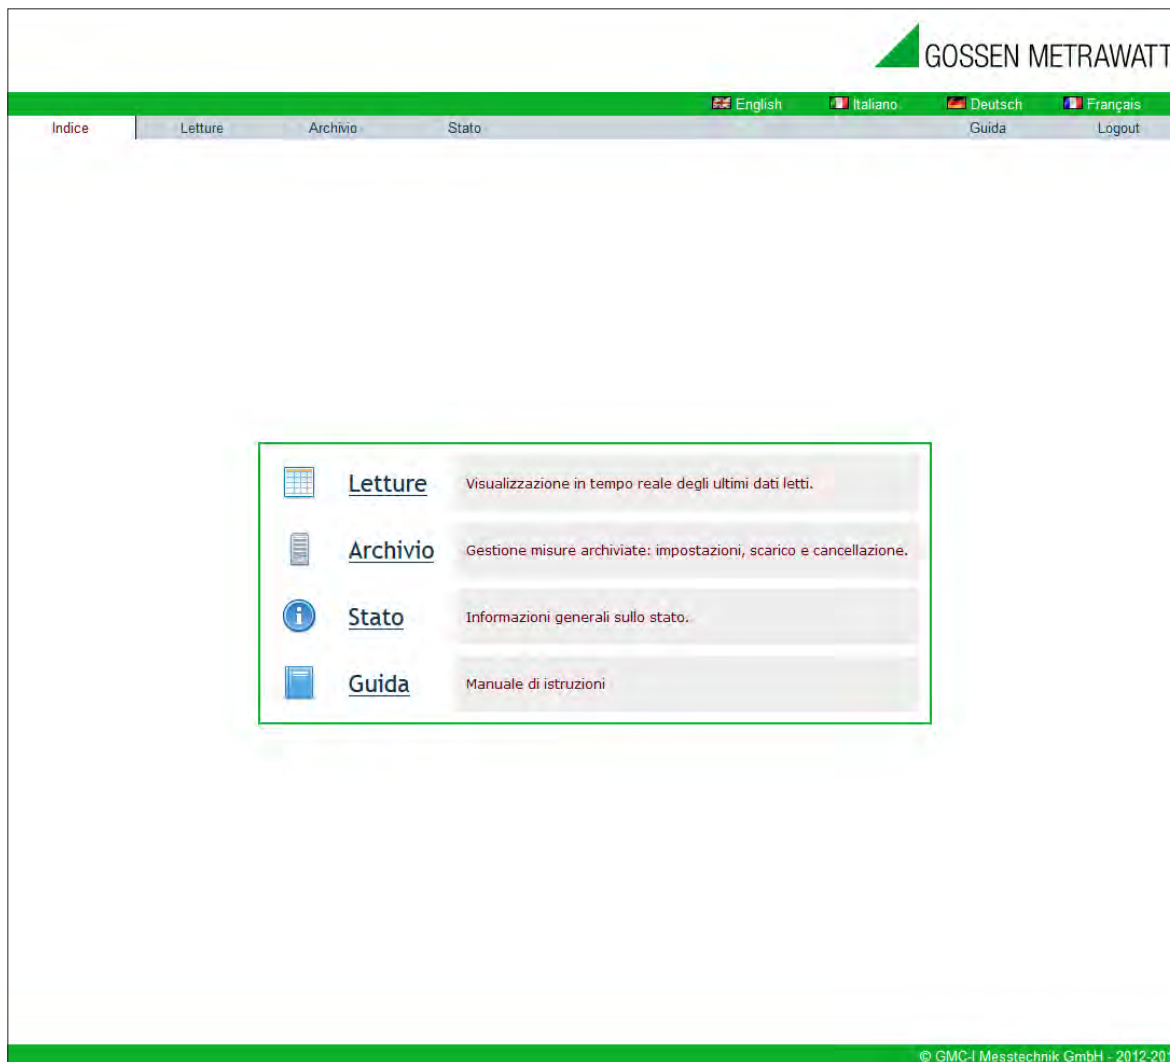 GOSSEN METRAWATT
English Italiano Deutsch Français
Indice Letture Archivio Stato Guida Logout
Letture Visualizzazione in tempo reale degli ultimi dati letti.
Archivio Gestione misure archiviate: impostazioni, scarico e cancellazione.
Stato Informazioni generali sullo stato.
Guida Manuale di istruzioni
© GMC-I Messtechnik GmbH - 2012-201